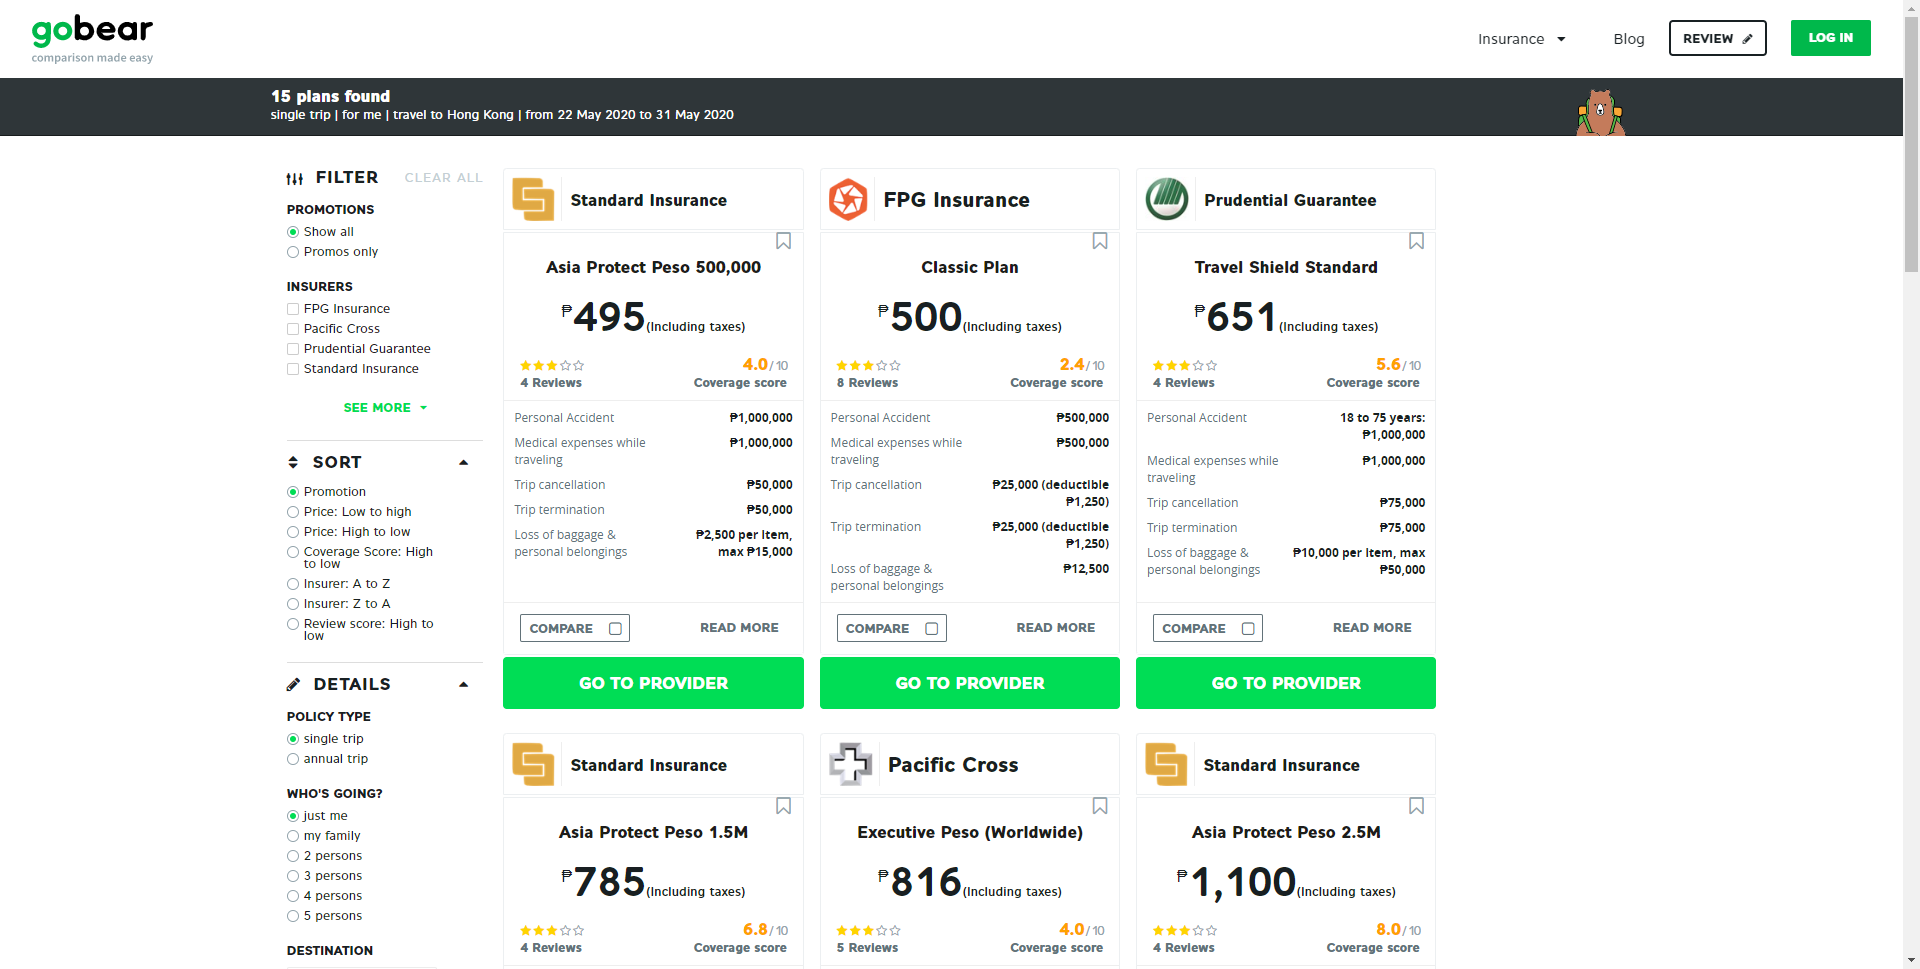 gobear
comparison made easy
Insurance
Blog
REVIEW
LOG IN
15 plans found
single trip | for me | travel to Hong Kong | from 22 May 2020 to 31 May 2020
FILTER
CLEAR ALL
PROMOTIONS
Show all
Promos only
INSURERS
FPG Insurance
Pacific Cross
Prudential Guarantee
Standard Insurance
SEE MORE
SORT
Promotion
Price: Low to high
Price: High to low
Coverage Score: High
to low
Insurer: A to Z
Insurer: Z to A
Review score: High to
low
DETAILS
POLICY TYPE
single trip
annual trip
WHO'S GOING?
just me
my family
2 persons
3 persons
4 persons
5 persons
DESTINATION
Standard Insurance
Asia Protect Peso 500,000
₱495(Including taxes)
4.0/10
4 Reviews
Coverage score
Personal Accident
₱1,000,000
Medical expenses while
traveling
₱1,000,000
Trip cancellation
₱50,000
Trip termination
₱50,000
Loss of baggage &
personal belongings
₱2,500 per item,
max ₱15,000
COMPARE
READ MORE
GO TO PROVIDER
FPG Insurance
Classic Plan
₱500(Including taxes)
2.4/10
8 Reviews
Coverage score
Personal Accident
₱500,000
Medical expenses while
traveling
₱500,000
Trip cancellation
₱25,000 (deductible
₱1,250)
Trip termination
₱25,000 (deductible
₱1,250)
Loss of baggage &
personal belongings
₱12,500
COMPARE
READ MORE
GO TO PROVIDER
Prudential Guarantee
Travel Shield Standard
₱651(Including taxes)
5.6/10
4 Reviews
Coverage score
Personal Accident
18 to 75 years:
₱1,000,000
Medical expenses while
traveling
₱1,000,000
Trip cancellation
₱75,000
Trip termination
₱75,000
Loss of baggage &
personal belongings
₱10,000 per item, max
₱50,000
COMPARE
READ MORE
GO TO PROVIDER
Standard Insurance
Asia Protect Peso 1.5M
₱785(Including taxes)
6.8/10
4 Reviews
Coverage score
Pacific Cross
Executive Peso (Worldwide)
₱816(Including taxes)
4.0/10
5 Reviews
Coverage score
Standard Insurance
Asia Protect Peso 2.5M
₱1,100(Including taxes)
8.0/10
4 Reviews
Coverage score